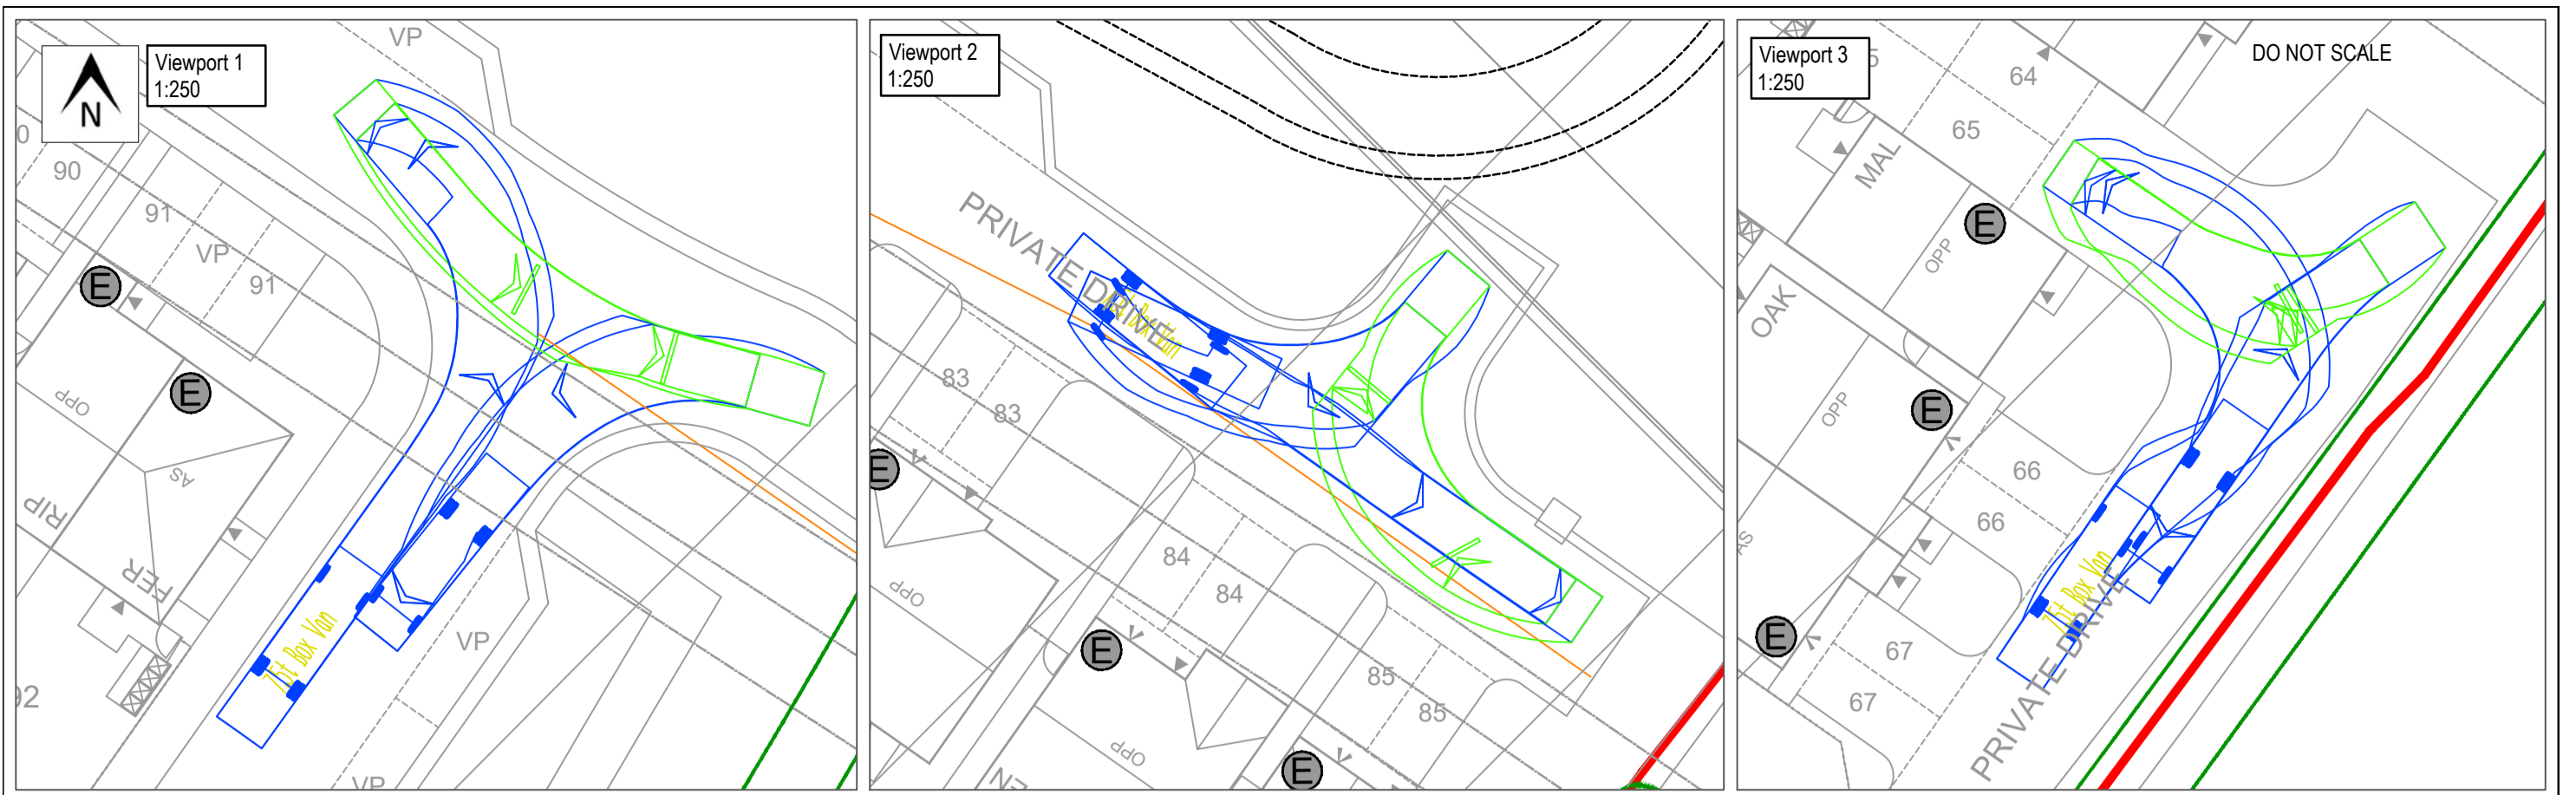 N
Viewport 1
1:250
VP
90
91
VP
91
E
E
OPP
AS
RIP
FER
92
VP
VP
7.5t Box Van
Viewport 2
1:250
PRIVATE DRIVE
83
83
E
OPP
84
84
E
85
85
OPP
E
Viewport 3
1:250
DO NOT SCALE
64
65
MAL
E
OPP
OAK
OPP
E
66
66
AS
E
67
67
7.5t Box Van
PRIVATE DRIVE